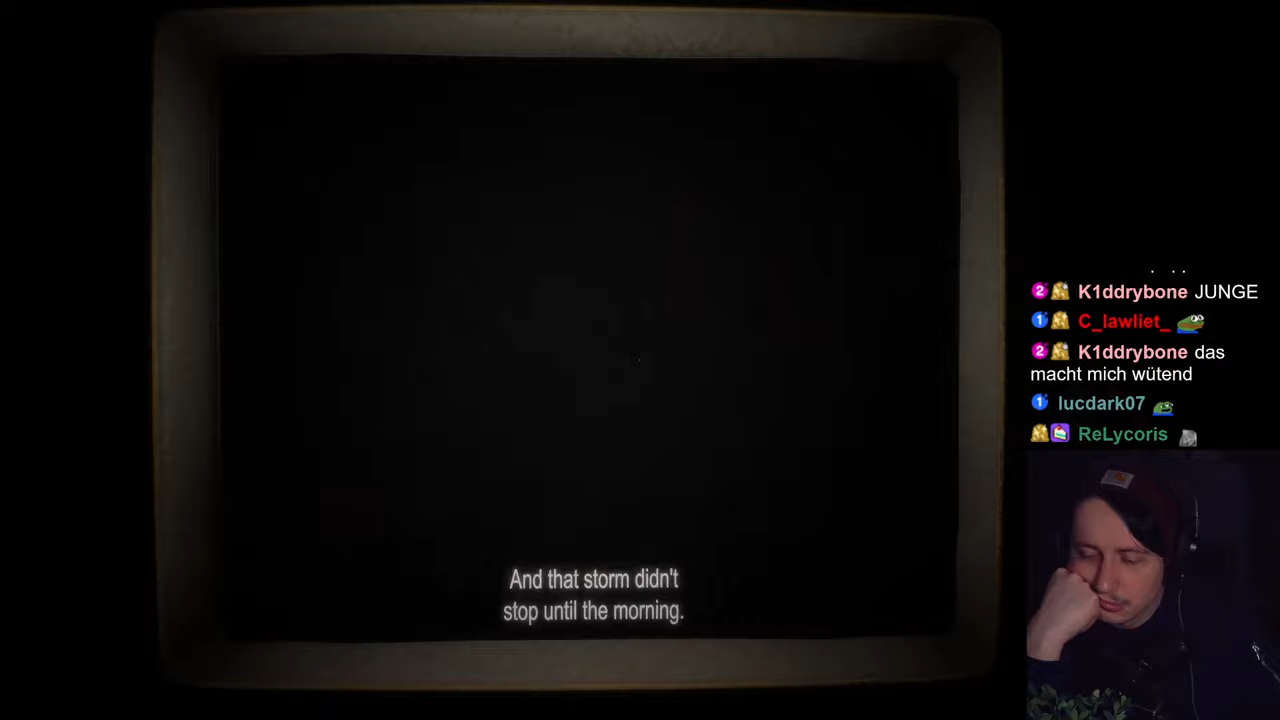 K1ddrybone JUNGE
C_lawliet_
K1ddrybone das
macht mich wütend
lucdark07
ReLycoris
And that storm didn't
stop until the morning.